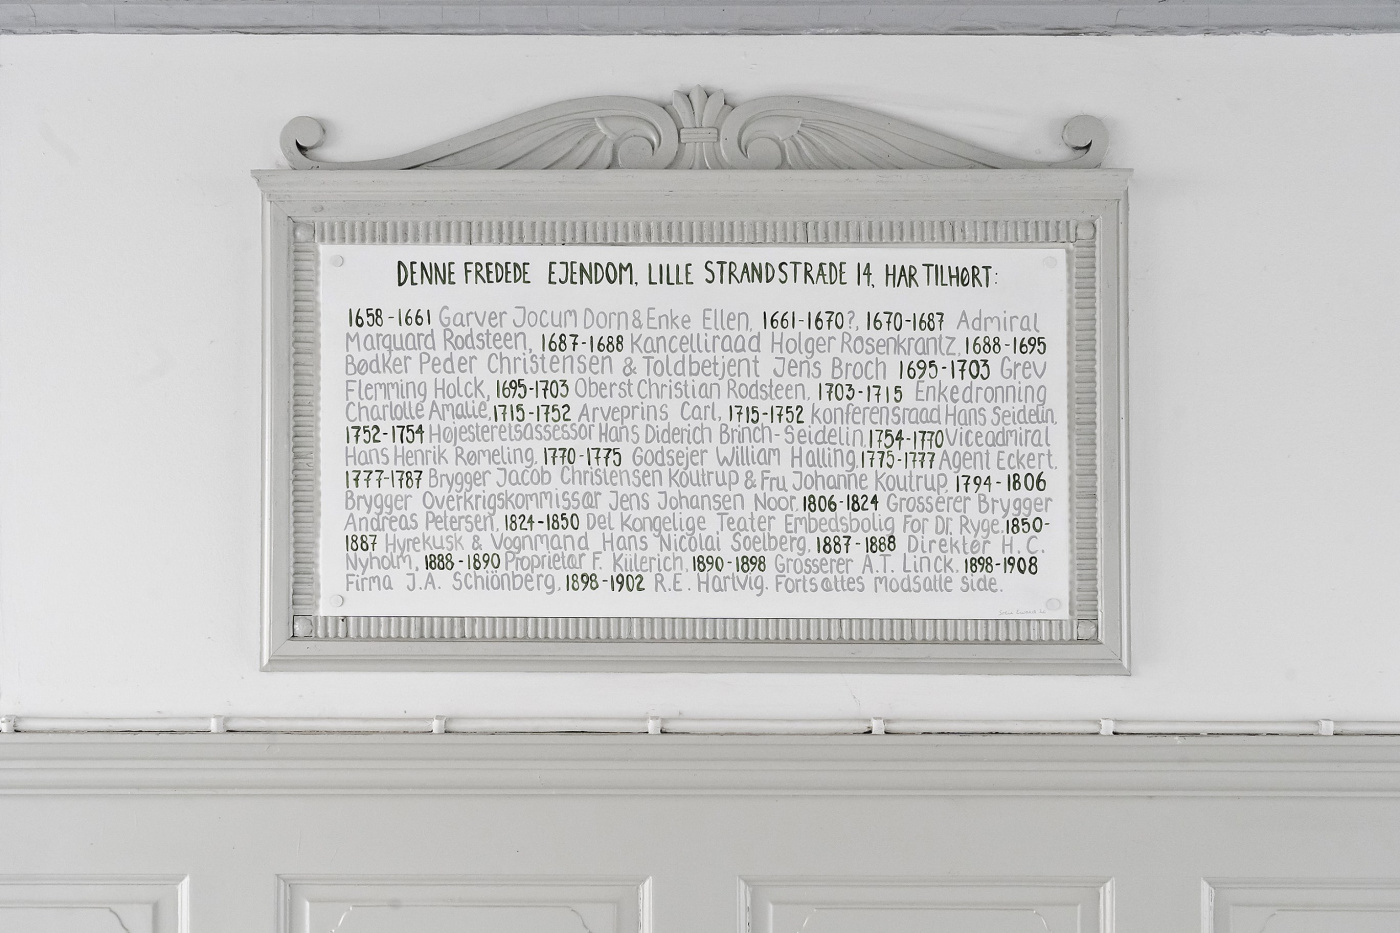 DENNE FREDEDE EJENDOM, LILLE STRANDSTRÆDE 14, HAR TILHØRT:
1658-1661 Garver Jocum Dorn & Enke Ellen, 1661-1670?, 1670-1687 Admiral
Marquard Rodsteen, 1687-1688 Kancelliraad Holger Rosenkrantz, 1688-1695
Bødker Peder Christensen & Toldbetjent Jens Broch 1695-1703 Grev
Flemming Holck, 1695-1703 Oberst Christian Rodsteen, 1703-1715 Enkedronning
Charlotte Amalie, 1715-1752 Arveprins Carl, 1715-1752 Konferensraad Hans Seidelin,
1752-1754 Højesteretsassessor Hans Diderich Brinch-Seidelin, 1754-1770 Viceadmiral
Hans Henrik Rømeling, 1770-1775 Godsejer William Halling, 1775-1777 Agent Eckert,
1777-1787 Brygger Jacob Christensen Koutrup & Fru Johanne Koutrup, 1794-1806
Brygger Overkrigskommissær Jens Johansen Noor, 1806-1824 Grosserer Brygger
Andreas Petersen, 1824-1850 Det Kongelige Teater Embedsbolig For Dr. Ryge, 1850-
1887 Hyrekusk & Vognmand Hans Nicolai Soelberg, 1887-1888 Direktør H. C.
Nyholm, 1888-1890 Proprietær F. Kiilerich, 1890-1898 Grosserer A.T. Linck, 1898-1908
Firma J.A. Schiönberg, 1898-1902 R.E. Hartvig. Fortsættes modsatte side.